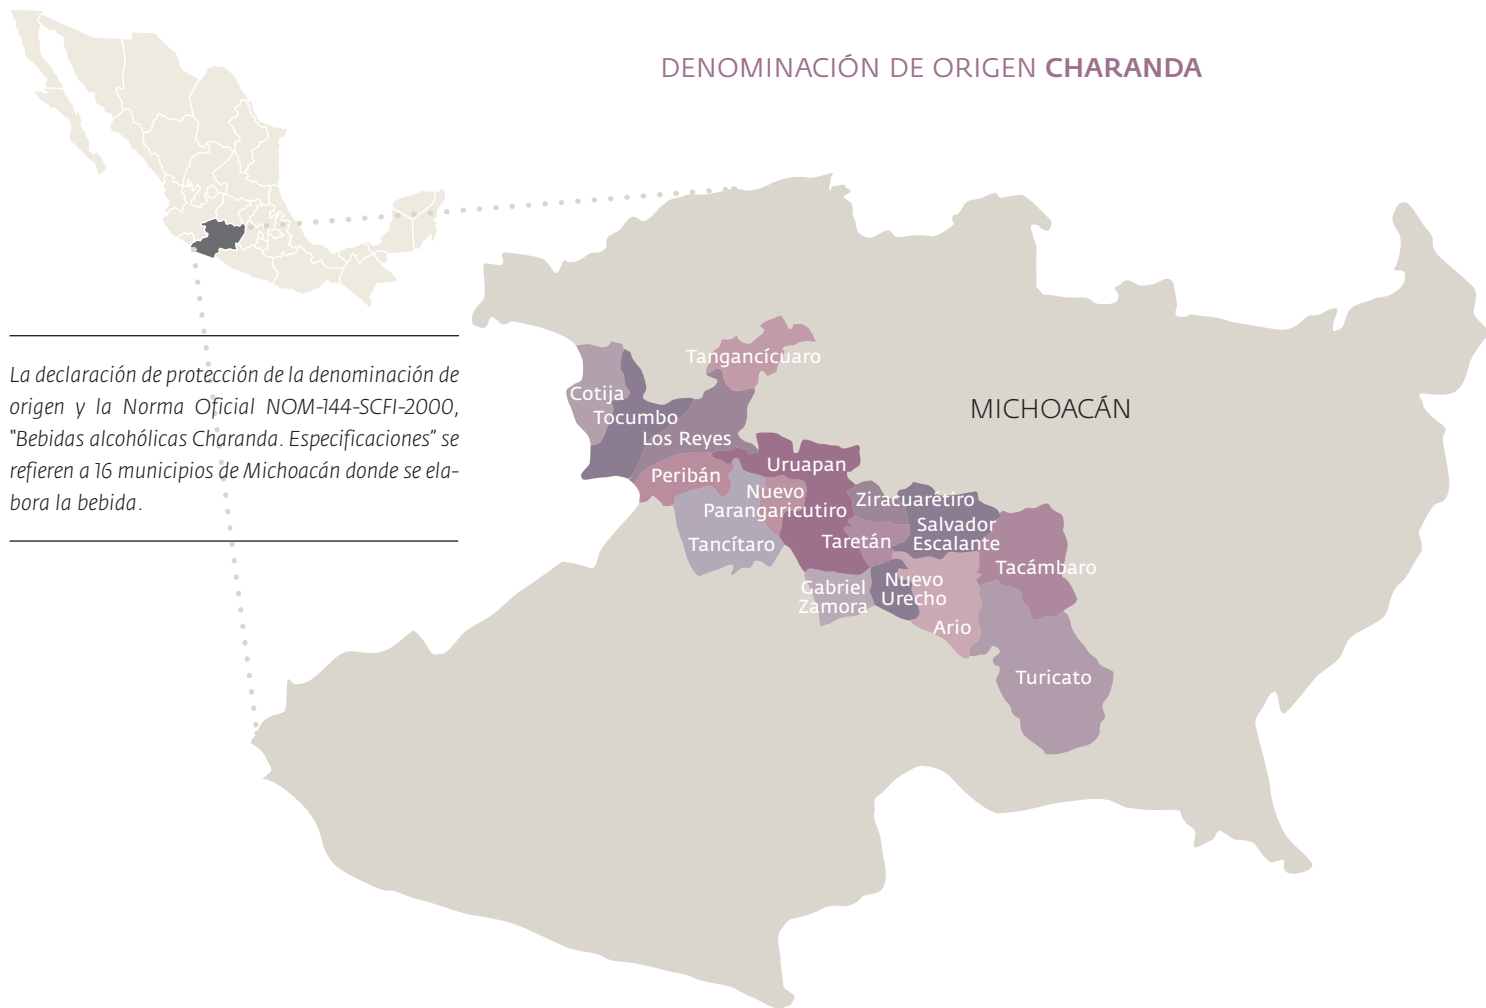 DENOMINACIÓN DE ORIGEN CHARANDA
La declaración de protección de la denominación de
origen y la Norma Oficial NOM-144-SCFI-2000,
"Bebidas alcohólicas Charanda. Especificaciones" se
refieren a 16 municipios de Michoacán donde se ela-
bora la bebida.
MICHOACÁN
Tangancícuaro
Cotija
Tocumbo
Los Reyes
Peribán
Uruapan
Nuevo
Parangaricutiro
Tancítaro
Ziracuarétiro
Taretán
Salvador
Escalante
Tacámbaro
Gabriel
Zamora
Nuevo
Urecho
Ario
Turicato